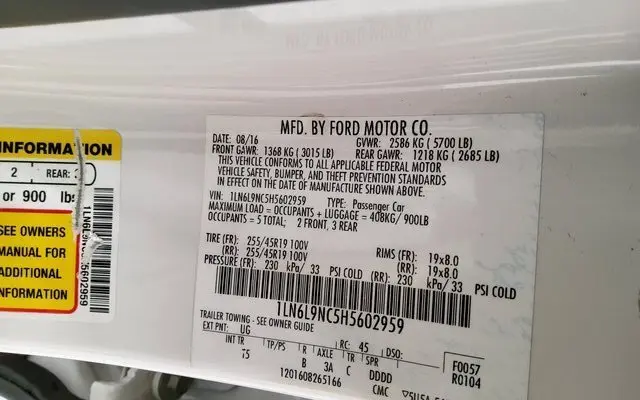 INFORMATION
2 REAR:
or 900 lbs
SEE OWNERS
MANUAL FOR
ADDITIONAL
INFORMATION
MFD. BY FORD MOTOR CO.
DATE: 08/16 GVWR: 2586 KG ( 5700 LB)
FRONT GAWR: 1368 KG ( 3015 LB) REAR GAWR: 1218 KG ( 2685 LB)
THIS VEHICLE CONFORMS TO ALL APPLICABLE FEDERAL MOTOR
VEHICLE SAFETY, BUMPER, AND THEFT PREVENTION STANDARDS
IN EFFECT ON THE DATE OF MANUFACTURE SHOWN ABOVE.
VIN: 1LN6L9NC5H5602959 TYPE: Passenger Car
MAXIMUM LOAD = OCCUPANTS + LUGGAGE = 408KG/ 900LB
OCCUPANTS = 5 TOTAL; 2 FRONT, 3 REAR
TIRE (FR): 255/45R19 100V RIMS (FR): 19x8.0
(RR): 255/45R19 100V (RR): 19x8.0
PRESSURE (FR): 230 kPa/ 33 PSI COLD (RR): 230 kPa/ 33 PSI COLD
1LN6L9NC5H5602959
TRAILER TOWING - SEE OWNER GUIDE
EXT PNT: UG RC: 45 DSO: F0057
INT TR TP/PS R AXLE TR SPR R0104
T5 B 3A C DDDD
1201608265166 CMC